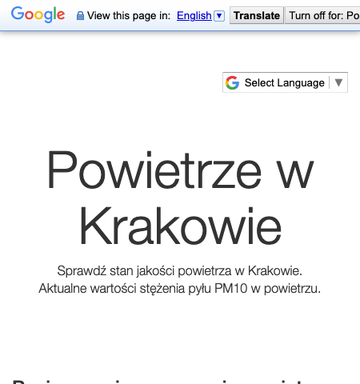 Google View this page in: English Translate Turn off for: Po
Select Language
Powietrze w
Krakowie
Sprawdź stan jakości powietrza w Krakowie.
Aktualne wartości stężenia pyłu PM10 w powietrzu.